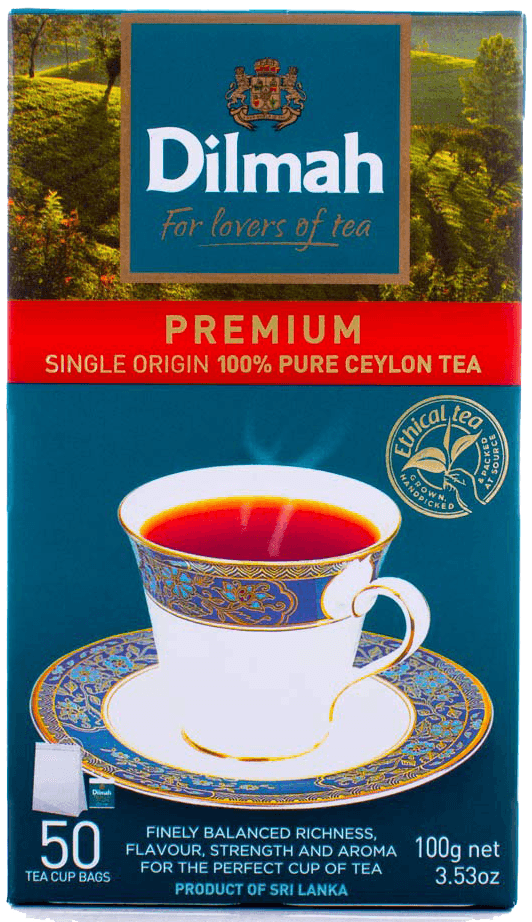 Dilmah
For lovers of tea
PREMIUM
SINGLE ORIGIN 100% PURE CEYLON TEA
Ethical tea
GROWN,
HANDPICKED
& PACKED
AT SOURCE
Dilmah
50
TEA CUP BAGS
FINELY BALANCED RICHNESS,
FLAVOUR, STRENGTH AND AROMA
FOR THE PERFECT CUP OF TEA
PRODUCT OF SRI LANKA
100g net
3.53oz